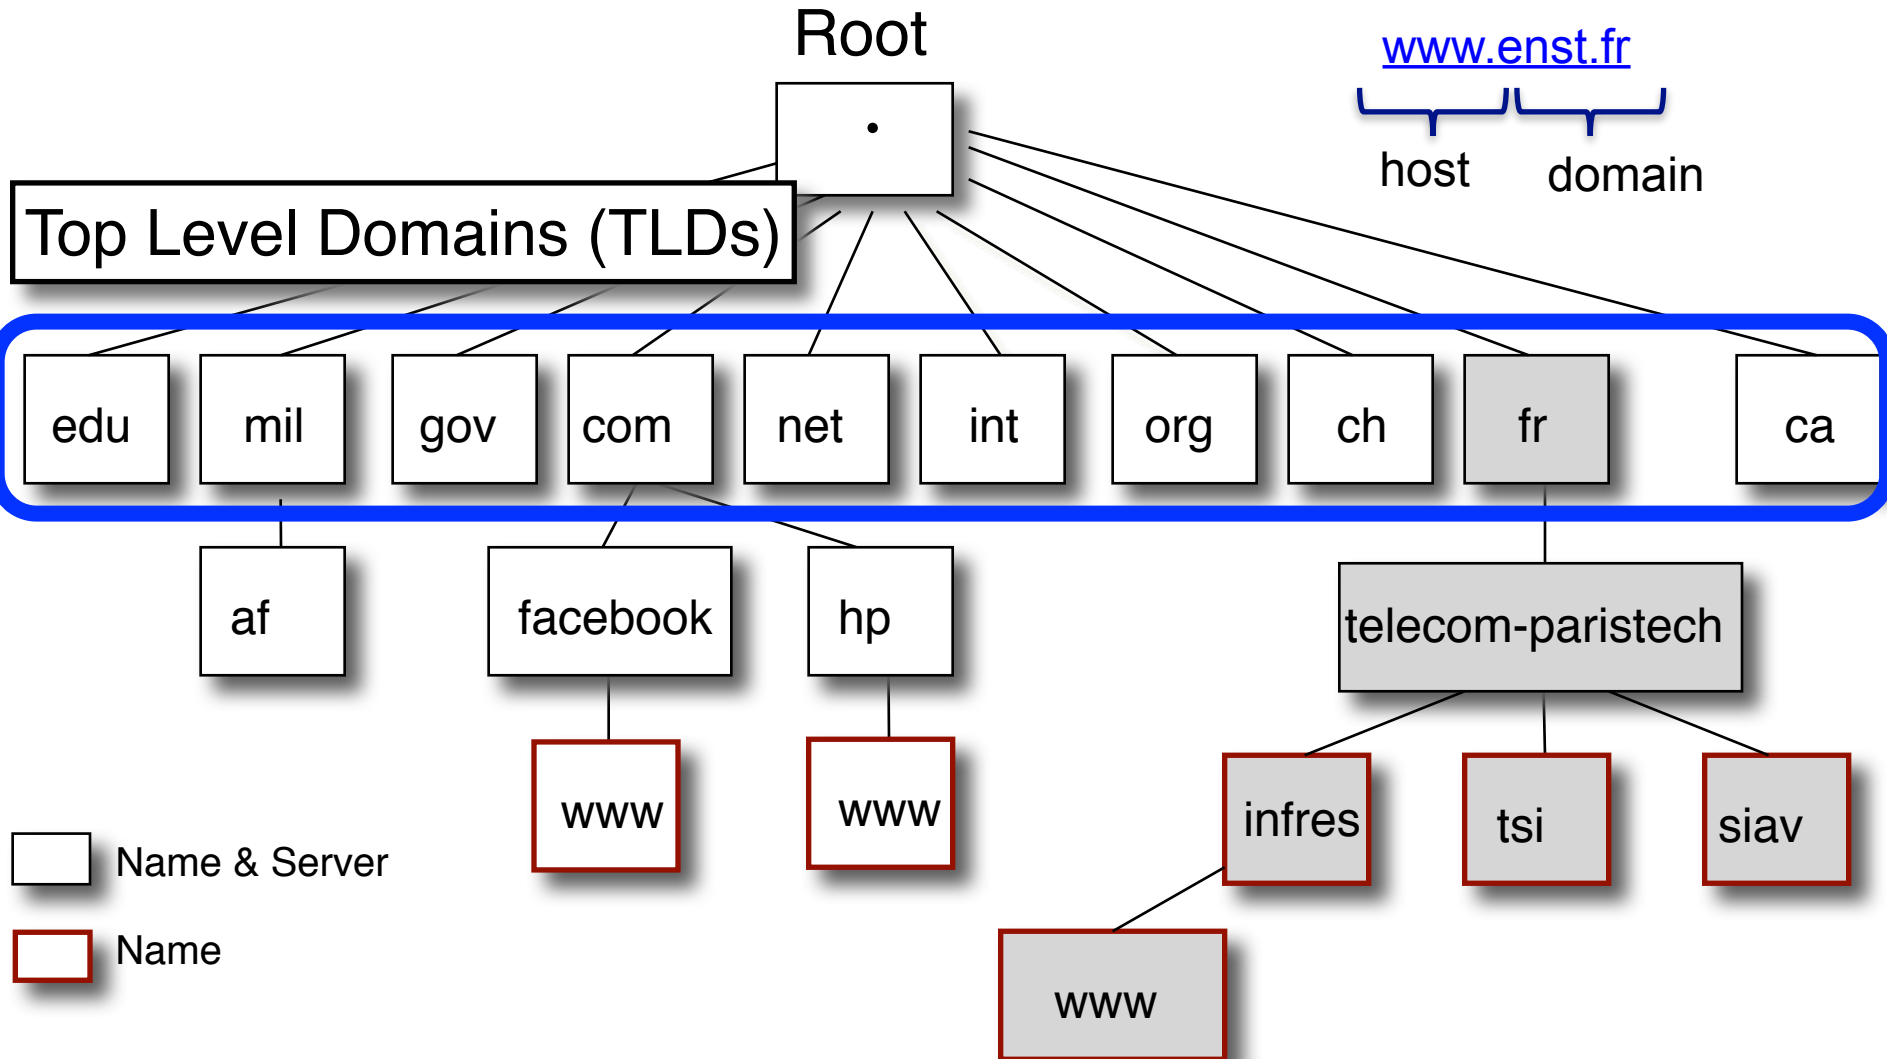 Root
www.enst.fr
host
domain
.
Top Level Domains (TLDs)
edu
mil
gov
com
net
int
org
ch
fr
ca
af
facebook
hp
telecom-paristech
www
www
infres
tsi
siav
Name & Server
Name
www